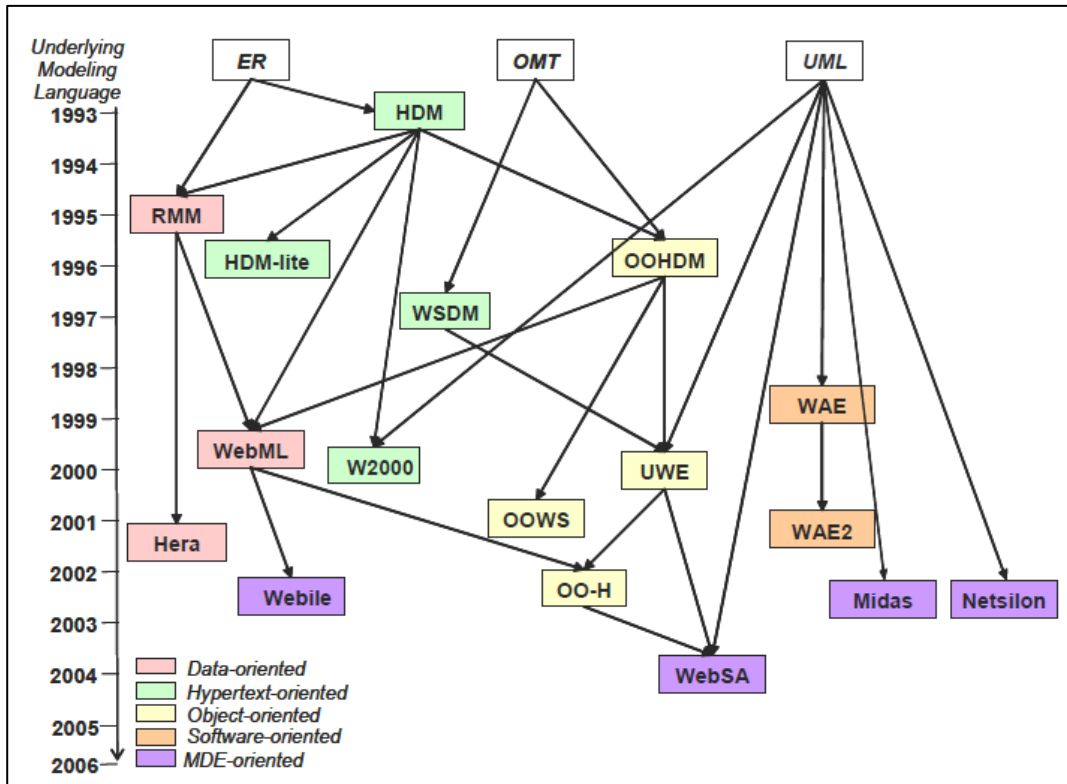 Underlying
Modeling
Language
ER
OMT
UML
1993
HDM
1994
1995
RMM
HDM-lite
OOHDM
1996
WSDM
1997
1998
WAE
1999
WebML
W2000
2000
UWE
OOWS
2001
WAE2
Hera
2002
Webile
OO-H
Midas
Netsilon
2003
WebSA
2004
2005
2006
Data-oriented
Hypertext-oriented
Object-oriented
Software-oriented
MDE-oriented